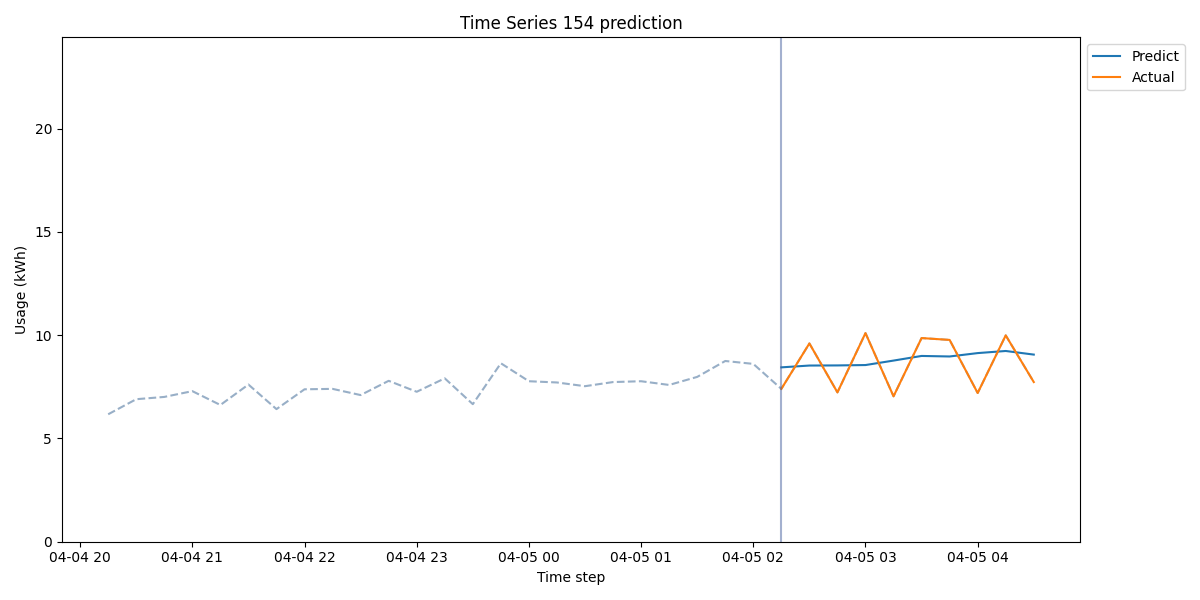 Time Series 154 prediction
Predict
Actual
20
15
10
5
0
Usage (kWh)
04-04 20
04-04 21
04-04 22
04-04 23
04-05 00
04-05 01
04-05 02
04-05 03
04-05 04
Time step